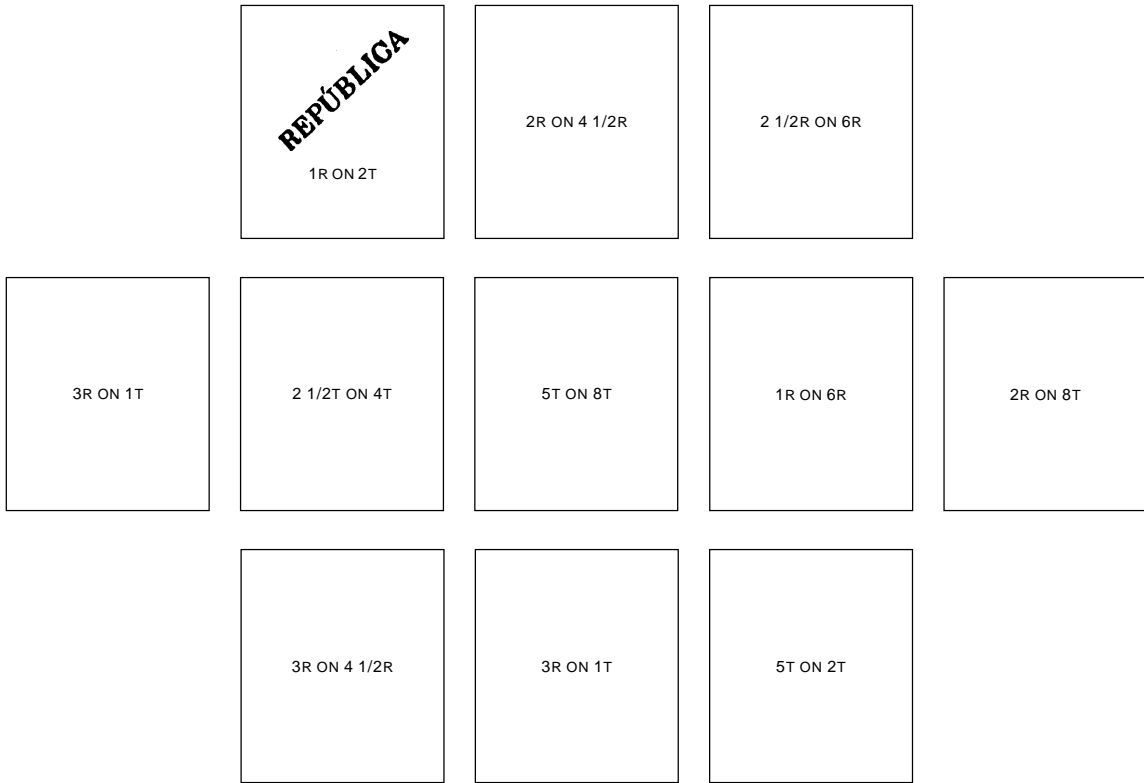 REPÚBLICA
1R ON 2T
2R ON 4 1/2R
2 1/2R ON 6R
3R ON 1T
2 1/2T ON 4T
5T ON 8T
1R ON 6R
2R ON 8T
3R ON 4 1/2R
3R ON 1T
5T ON 2T